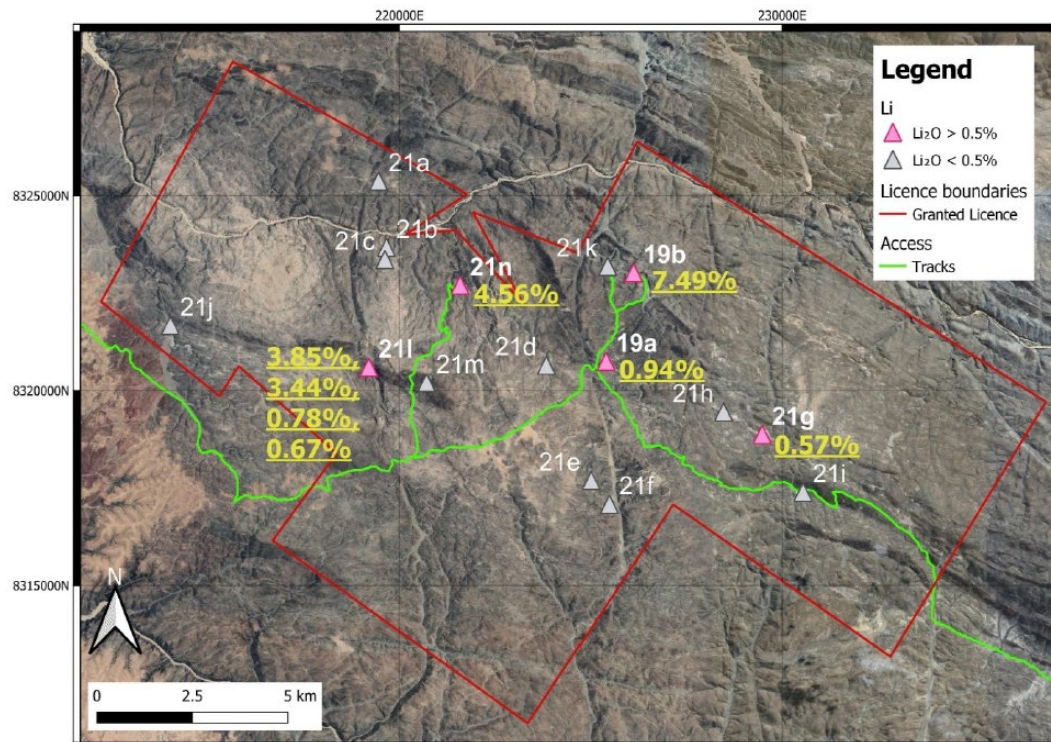 220000E
230000E
Legend
Li
Li₂O > 0.5%
Li₂O < 0.5%
Licence boundaries
Granted Licence
Access
Tracks
8325000N
8320000N
8315000N
21a
21b
21c
21k
19b
7.49%
21n
4.56%
21j
21l
3.85%,
3.44%,
0.78%,
0.67%
21m
21d
19a
0.94%
21h
21g
0.57%
21e
21f
21i
N
0
2.5
5 km